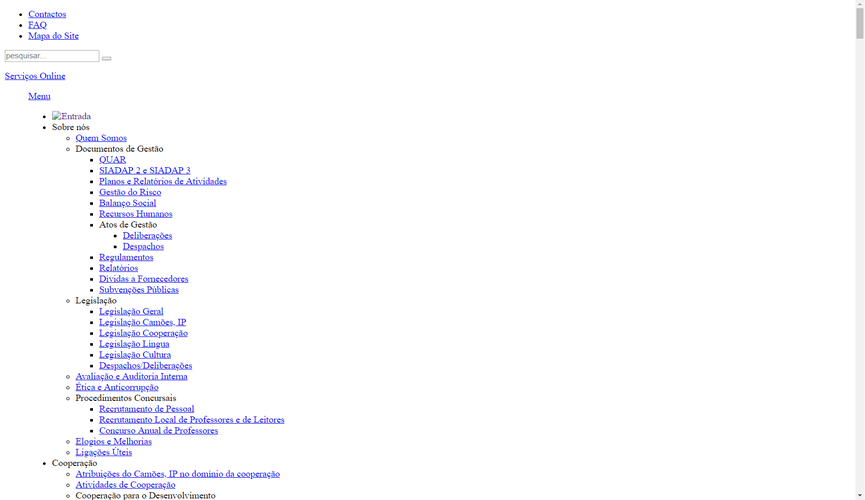 Contactos
FAQ
Mapa do Site
pesquisar...
Serviços Online
Menu
Entrada
Sobre nós
Quem Somos
Documentos de Gestão
QUAR
SIADAP 2 e SIADAP 3
Planos e Relatórios de Atividades
Gestão do Risco
Balanço Social
Recursos Humanos
Atos de Gestão
Deliberações
Despachos
Regulamentos
Relatórios
Dívidas a Fornecedores
Subvenções Públicas
Legislação
Legislação Geral
Legislação Camões, IP
Legislação Cooperação
Legislação Língua
Legislação Cultura
Despachos/Deliberações
Avaliação e Auditoria Interna
Ética e Anticorrupção
Procedimentos Concursais
Recrutamento de Pessoal
Recrutamento Local de Professores e de Leitores
Concurso Anual de Professores
Elogios e Melhorias
Ligações Úteis
Cooperação
Atribuições do Camões, IP no domínio da cooperação
Atividades de Cooperação
Cooperação para o Desenvolvimento